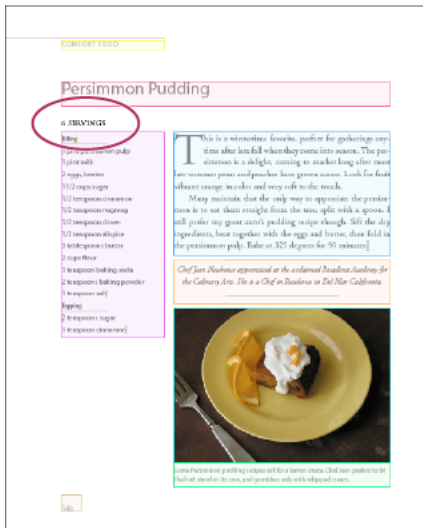 COMFORT FOOD
Persimmon Pudding
6 SERVINGS
Filling
1 pint persimmon pulp
1 pint milk
2 eggs, beaten
1 1/2 cups sugar
1/2 teaspoon cinnamon
1/2 teaspoon nutmeg
1/2 teaspoon cloves
1/2 teaspoon allspice
3 tablespoons butter
2 cups flour
1 teaspoon baking soda
2 teaspoons baking powder
1 teaspoon salt
Topping
2 teaspoons sugar
1 teaspoon cinnamon
This is a wintertime favorite, perfect for gatherings any-
time after late fall when they come into season. The per-
simmon is a delight, coming to market long after most
late-summer pears and peaches have grown scarce. Look for fruit
vibrant orange in color and very soft to the touch.
Many maintain that the only way to appreciate the persim-
mon is to eat them straight from the tree, split with a spoon. I
still prefer my great aunt's pudding recipe though. Sift the dry
ingredients, beat together with the eggs and butter, then fold in
the persimmon pulp. Bake at 325 degrees for 90 minutes.
Chef Jean Neuhouse apprenticed at the acclaimed Pasadena Academy for
the Culinary Arts. She is a Chef in Residence in Del Mar California.
Some Persimmon pudding recipes call for a lemon sauce. Chef Jean prefers to let
the fruit stand on its own, and garnishes only with whipped cream.